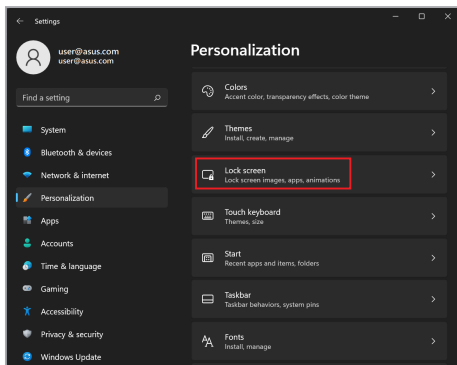 Settings
user@asus.com
user@asus.com
Find a setting
System
Bluetooth & devices
Network & internet
Personalization
Apps
Accounts
Time & language
Gaming
Accessibility
Privacy & security
Windows Update
Personalization
Colors
Accent color, transparency effects, color theme
Themes
Install, create, manage
Lock screen
Lock screen images, apps, animations
Touch keyboard
Themes, size
Start
Recent apps and items, folders
Taskbar
Taskbar behaviors, system pins
Fonts
Install, manage